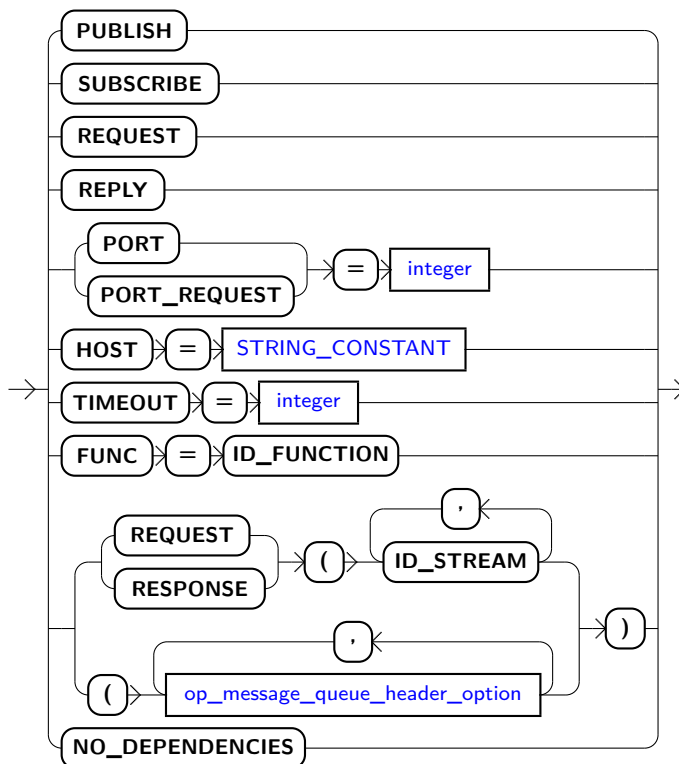 PUBLISH
SUBSCRIBE
REQUEST
REPLY
PORT
PORT_REQUEST
= integer
HOST = STRING_CONSTANT
TIMEOUT = integer
FUNC = ID_FUNCTION
REQUEST
RESPONSE
(
,
ID_STREAM
(
,
op_message_queue_header_option
)
NO_DEPENDENCIES